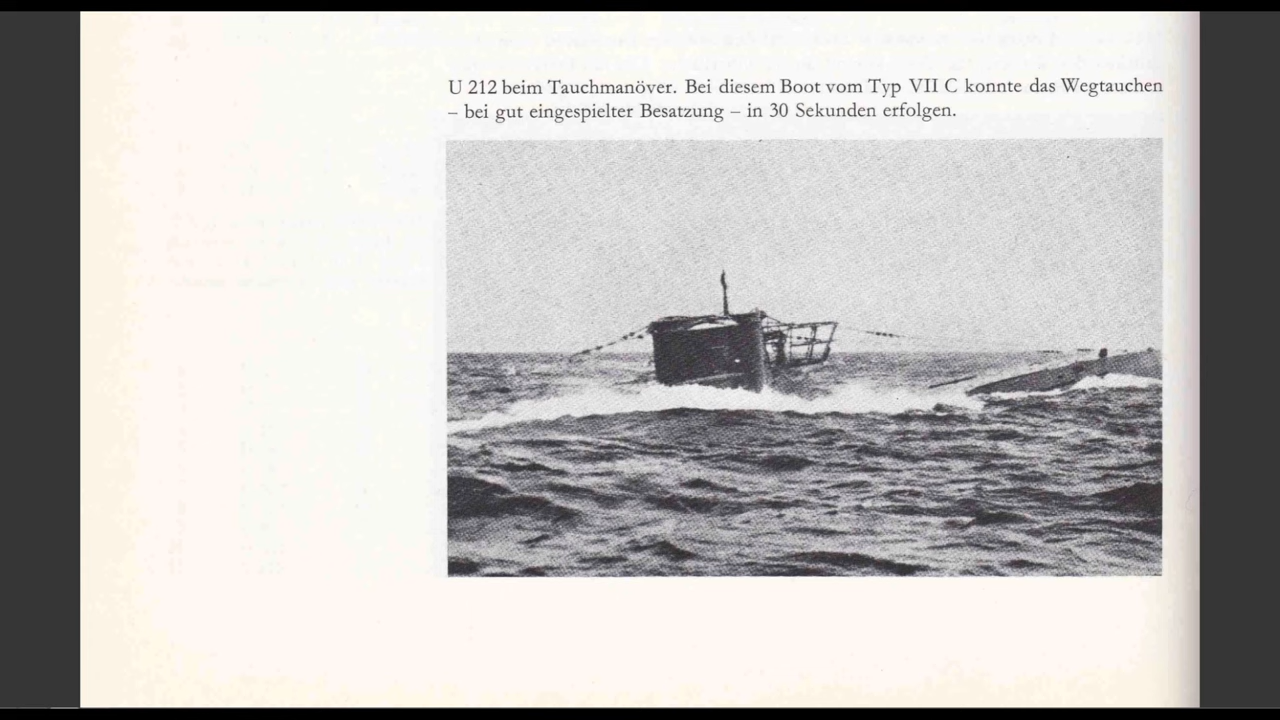 U 212 beim Tauchmanöver. Bei diesem Boot vom Typ VII C konnte das Wegtauchen
– bei gut eingespielter Besatzung – in 30 Sekunden erfolgen.